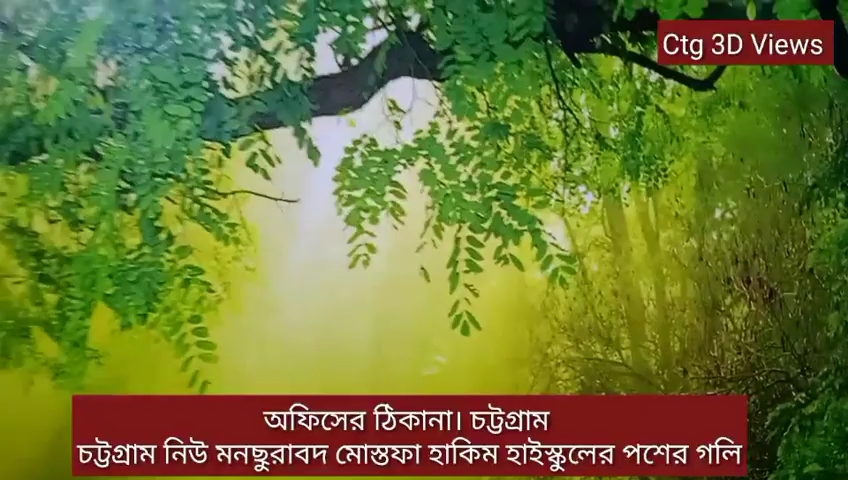 Ctg 3D Views
অফিসের ঠিকানা। চট্টগ্রাম
চট্টগ্রাম নিউ মনছুরাবদ মোস্তফা হাকিম হাইস্কুলের পশের গলি